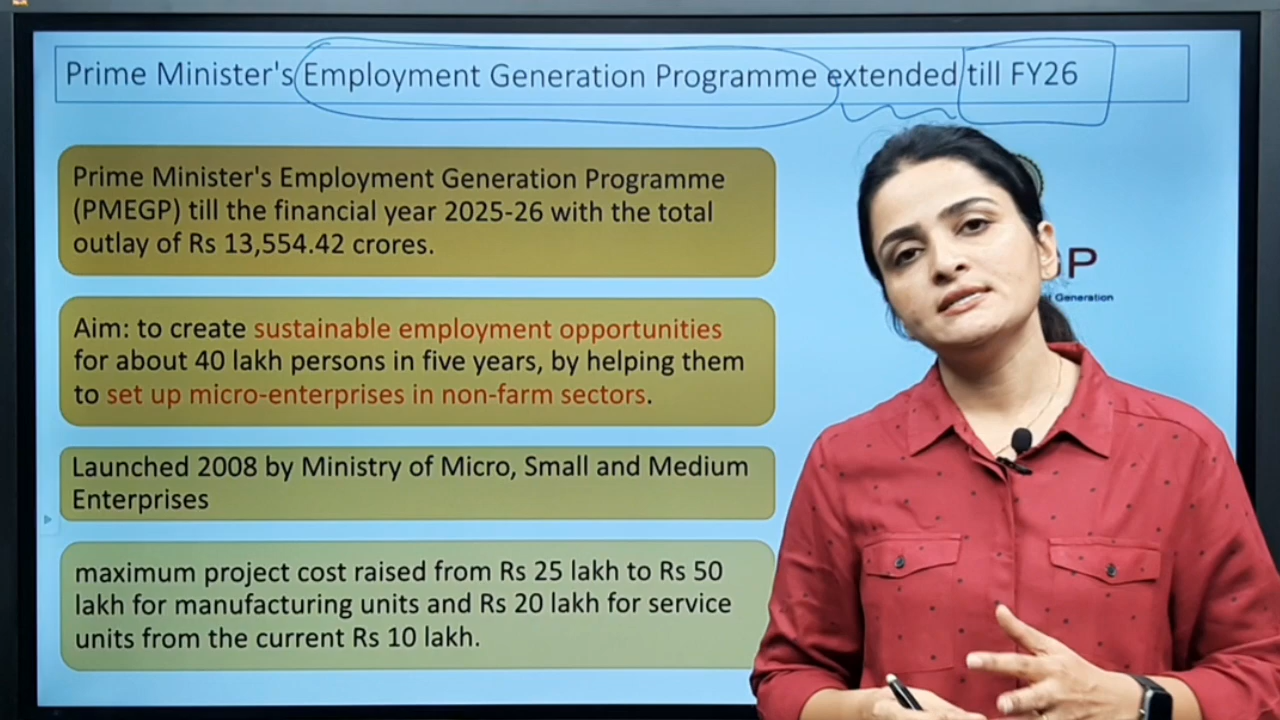 Prime Minister's Employment Generation Programme extended till FY26
Prime Minister's Employment Generation Programme
(PMEGP) till the financial year 2025-26 with the total
outlay of Rs 13,554.42 crores.
Aim: to create sustainable employment opportunities
for about 40 lakh persons in five years, by helping them
to set up micro-enterprises in non-farm sectors.
Launched 2008 by Ministry of Micro, Small and Medium
Enterprises
maximum project cost raised from Rs 25 lakh to Rs 50
lakh for manufacturing units and Rs 20 lakh for service
units from the current Rs 10 lakh.
P
Generation